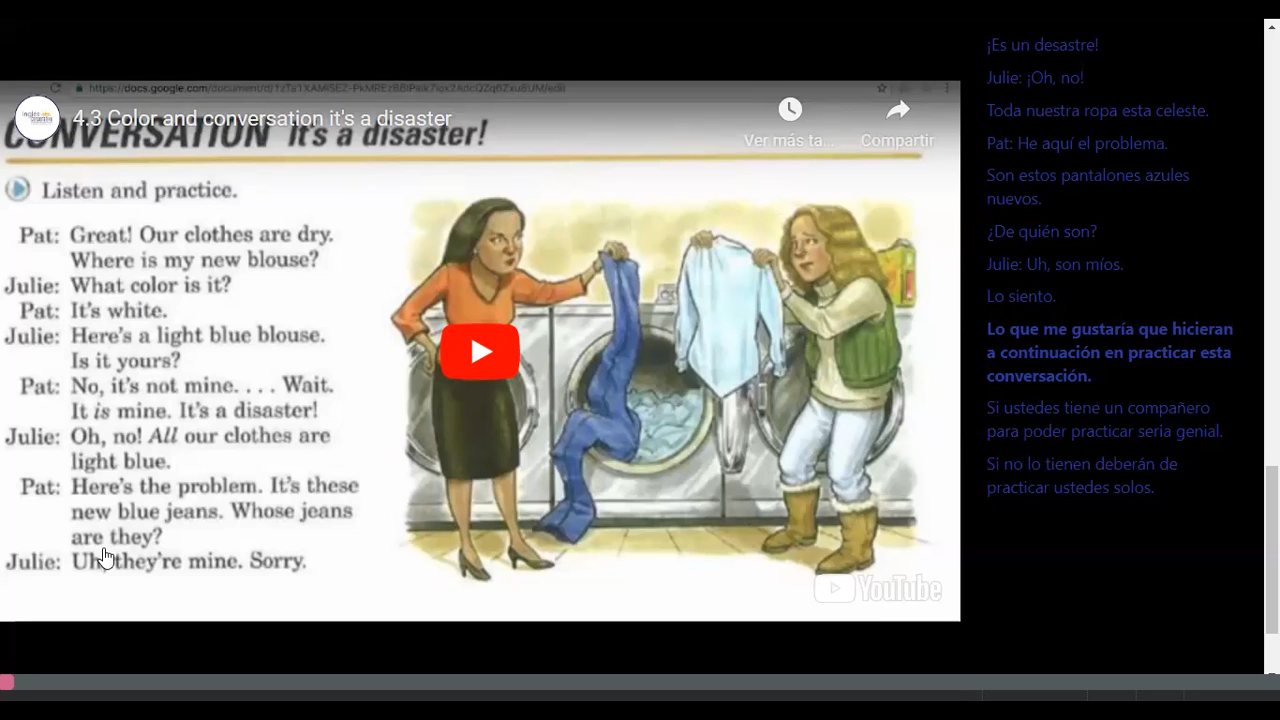 4.3 Color and conversation it's a disaster
Ver más ta...
Compartir
CONVERSATION It's a disaster!
Listen and practice.
Pat: Great! Our clothes are dry.
Where is my new blouse?
Julie: What color is it?
Pat: It's white.
Julie: Here's a light blue blouse.
Is it yours?
Pat: No, it's not mine. . . . Wait.
It is mine. It's a disaster!
Julie: Oh, no! All our clothes are
light blue.
Pat: Here's the problem. It's these
new blue jeans. Whose jeans
are they?
Julie: Uh, they're mine. Sorry.
YouTube
¡Es un desastre!
Julie: ¡Oh, no!
Toda nuestra ropa esta celeste.
Pat: He aquí el problema.
Son estos pantalones azules
nuevos.
¿De quién son?
Julie: Uh, son míos.
Lo siento.
Lo que me gustaría que hicieran
a continuación en practicar esta
conversación.
Si ustedes tiene un compañero
para poder practicar seria genial.
Si no lo tienen deberán de
practicar ustedes solos.